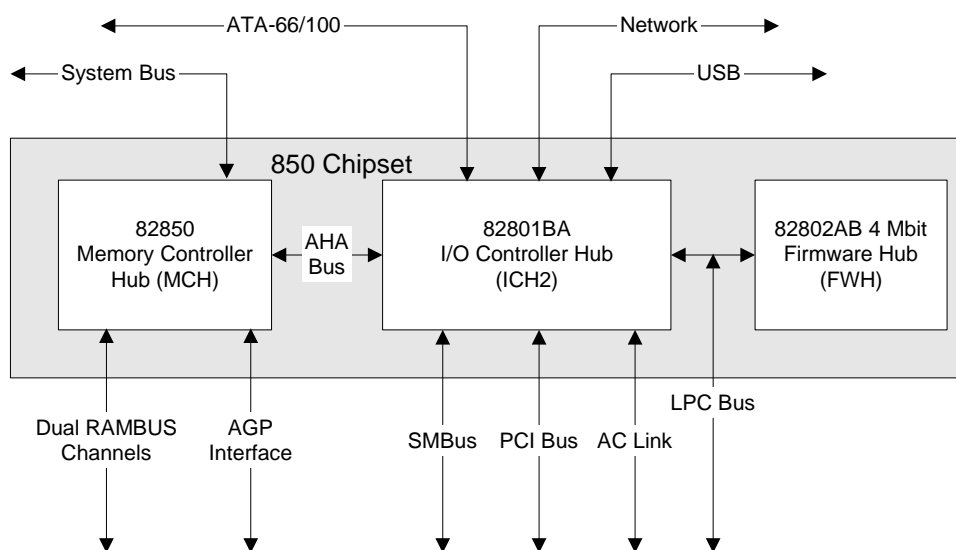 ATA-66/100
Network
System Bus
USB
850 Chipset
82850
Memory Controller
Hub (MCH)
AHA
Bus
82801BA
I/O Controller Hub
(ICH2)
82802AB 4 Mbit
Firmware Hub
(FWH)
LPC Bus
Dual RAMBUS
Channels
AGP
Interface
SMBus
PCI Bus
AC Link